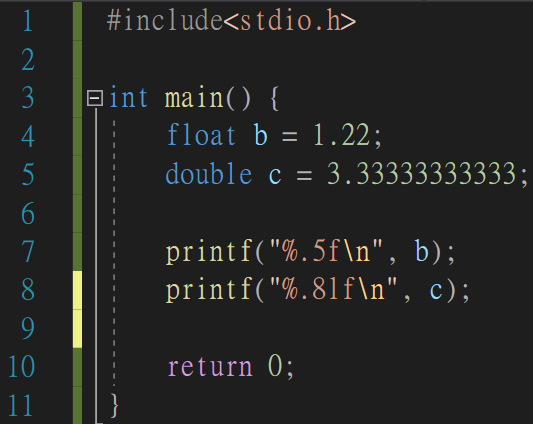 1 #include<stdio.h>
2
3 int main() {
4 float b = 1.22;
5 double c = 3.33333333333;
6
7 printf("%.5f\n", b);
8 printf("%.8lf\n", c);
9
10 return 0;
11 }